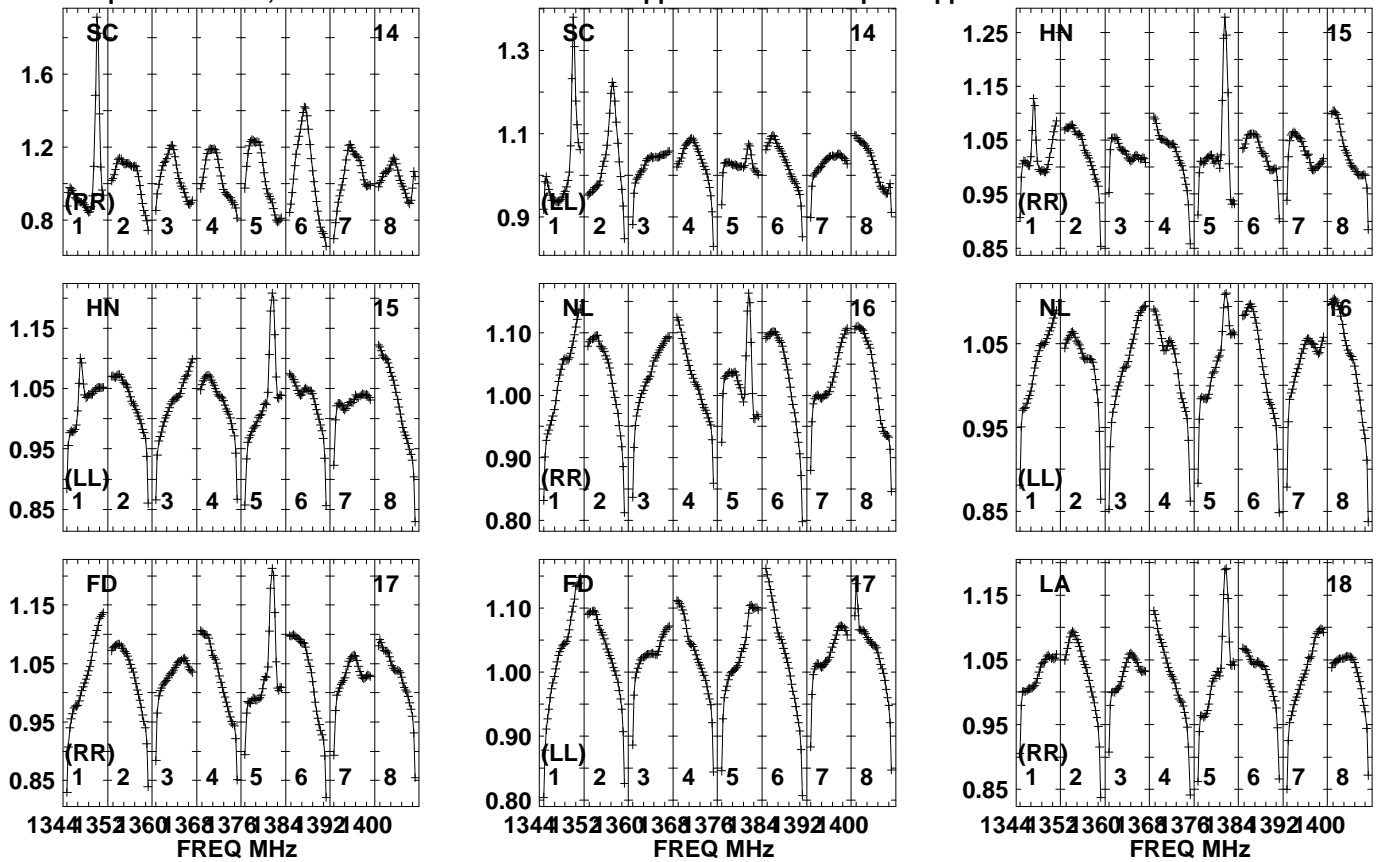 SC 14
1.6
1.2
0.8
(RR)
1 2 3 4 5 6 7 8
SC 14
1.3
1.1
0.9
(LL)
1 2 3 4 5 6 7 8
HN 15
1.25
1.15
1.05
0.95
0.85
(RR)
1 2 3 4 5 6 7 8
HN 15
1.15
1.05
0.95
0.85
(LL)
1 2 3 4 5 6 7 8
NL 16
1.10
1.00
0.90
0.80
(RR)
1 2 3 4 5 6 7 8
NL 16
1.05
0.95
0.85
(LL)
1 2 3 4 5 6 7 8
FD 17
1.15
1.05
0.95
0.85
(RR)
1 2 3 4 5 6 7 8
1344 1352 1360 1368 1376 1384 1392 1400
FREQ MHz
FD 17
1.10
1.00
0.90
0.80
(LL)
1 2 3 4 5 6 7 8
1344 1352 1360 1368 1376 1384 1392 1400
FREQ MHz
LA 18
1.15
1.05
0.95
0.85
(RR)
1 2 3 4 5 6 7 8
1344 1352 1360 1368 1376 1384 1392 1400
FREQ MHz